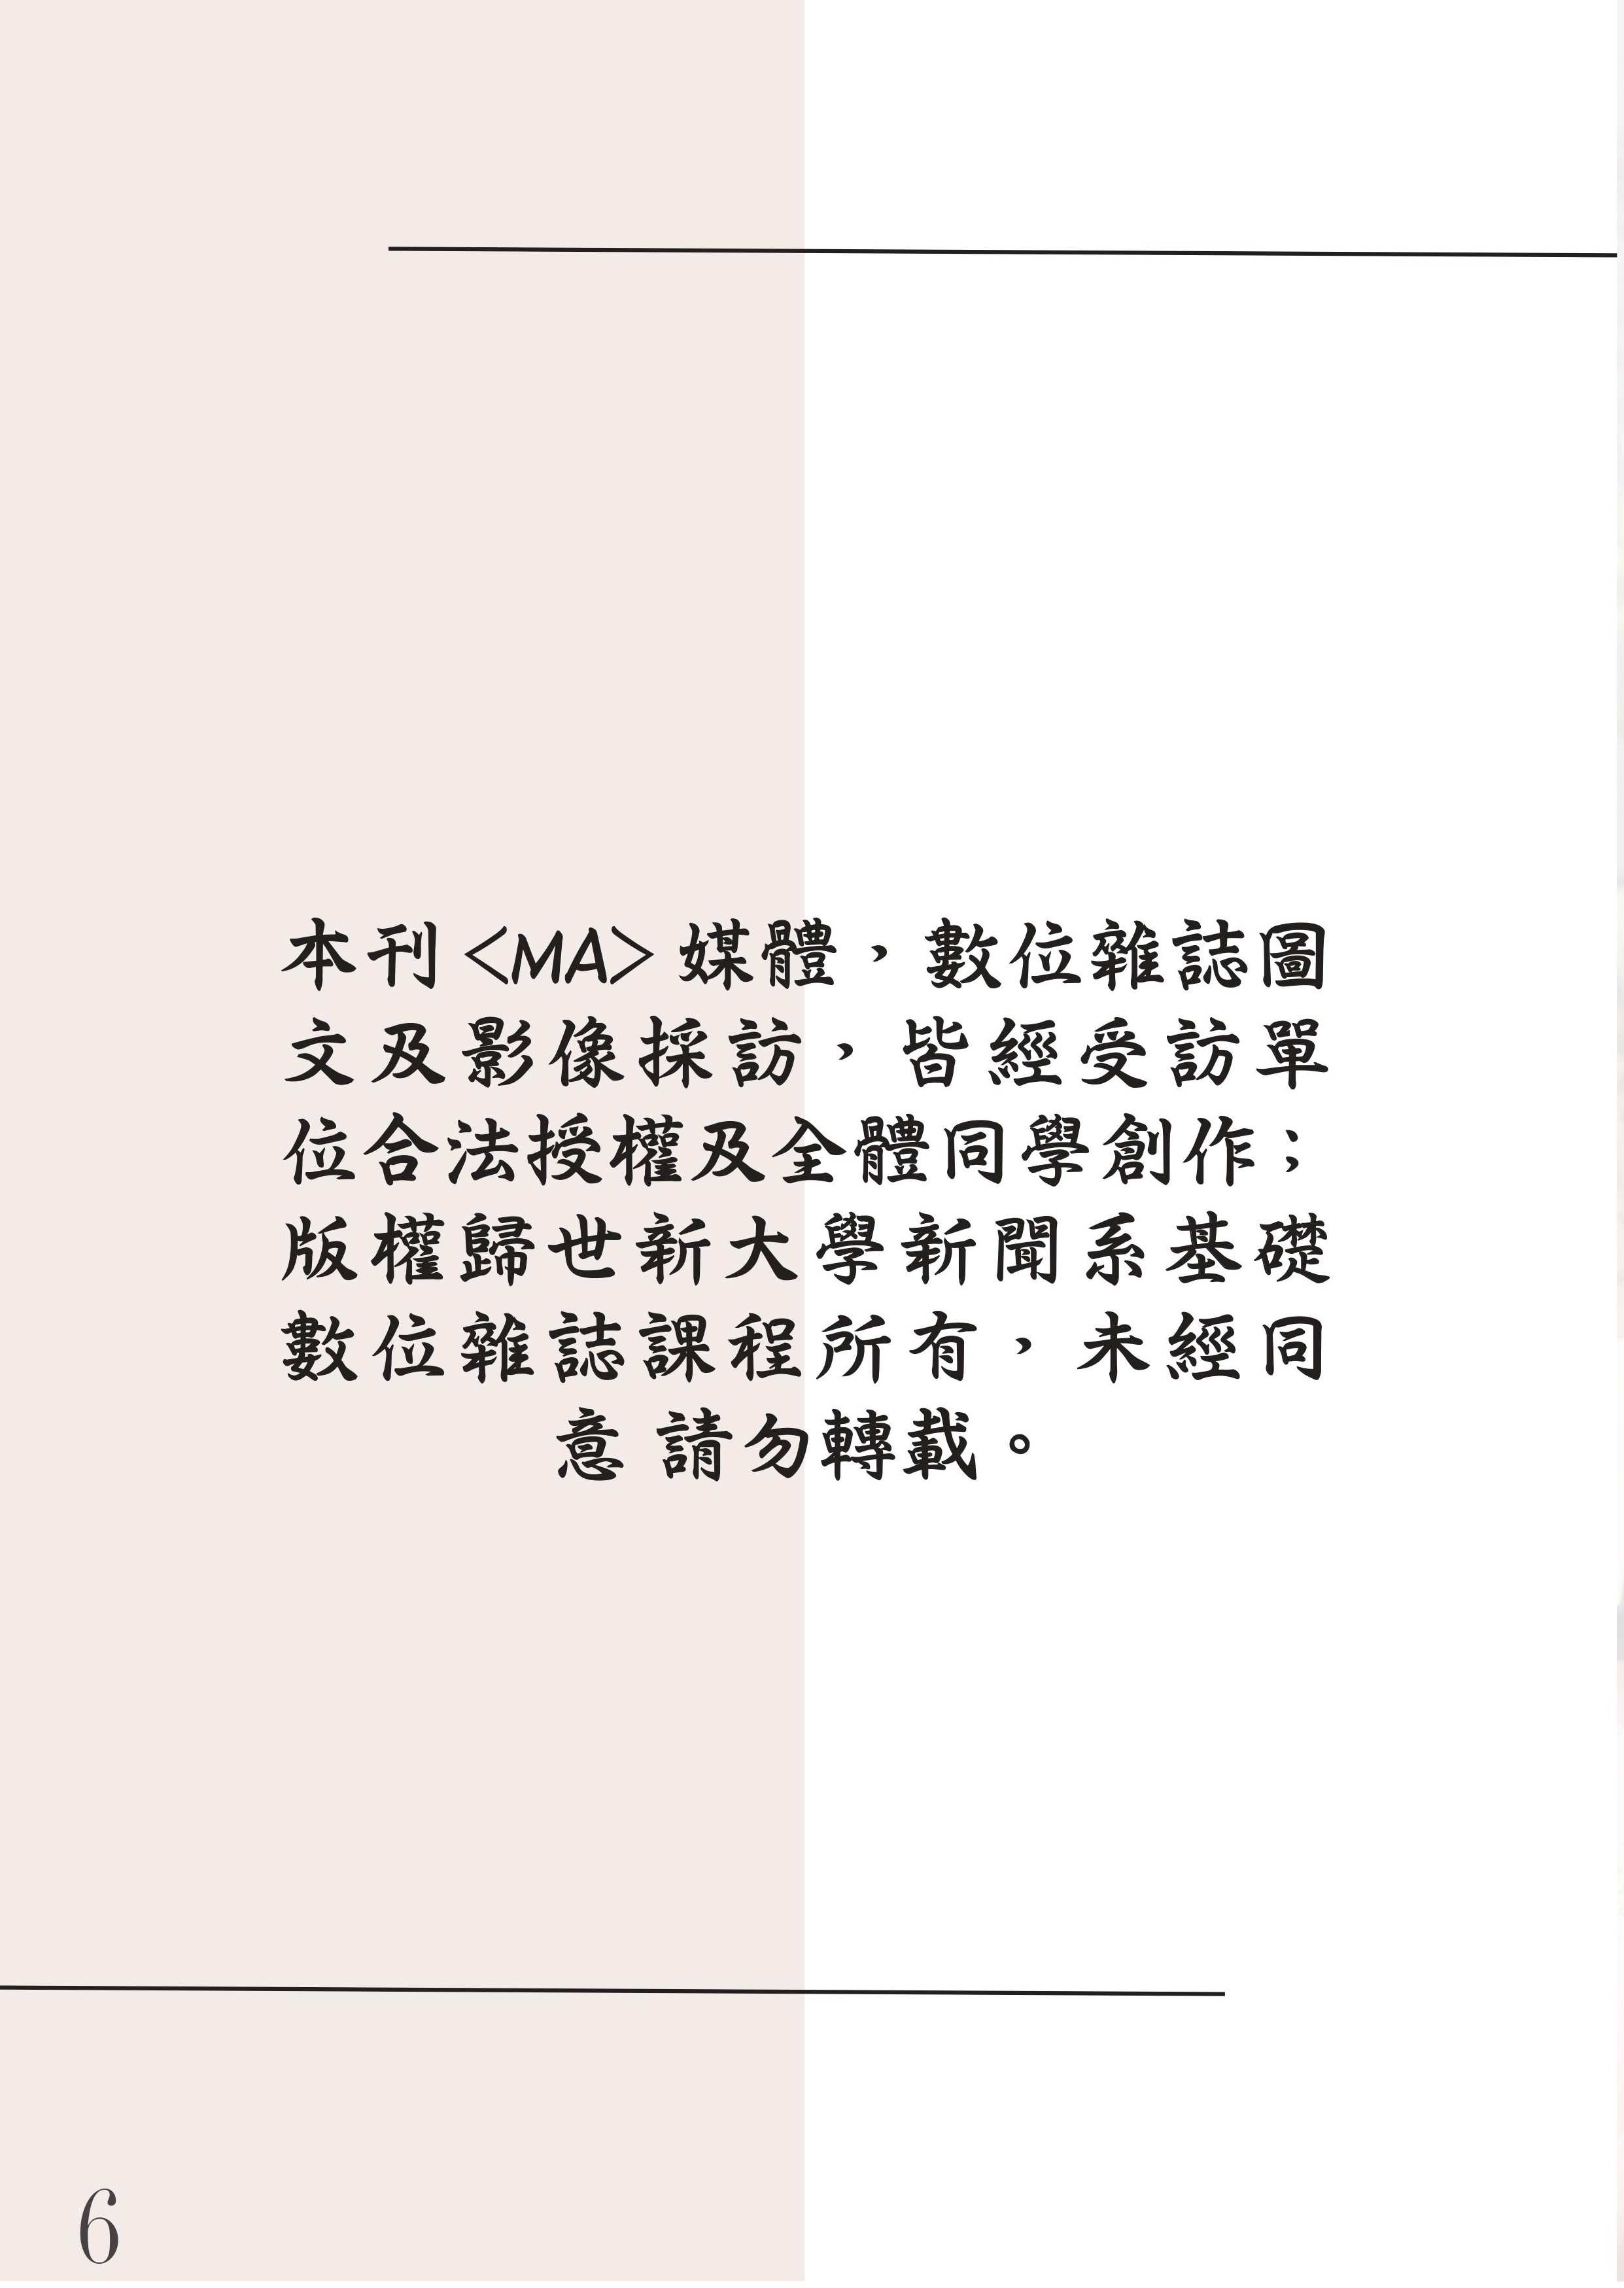 本刊 <MA> 媒體，數位雜誌圖
文及影像採訪，皆經受訪單
位合法授權及全體同學創作；
版權歸世新大學新聞系基礎
數位雜誌課程所有，未經同
意 請勿轉載。
6